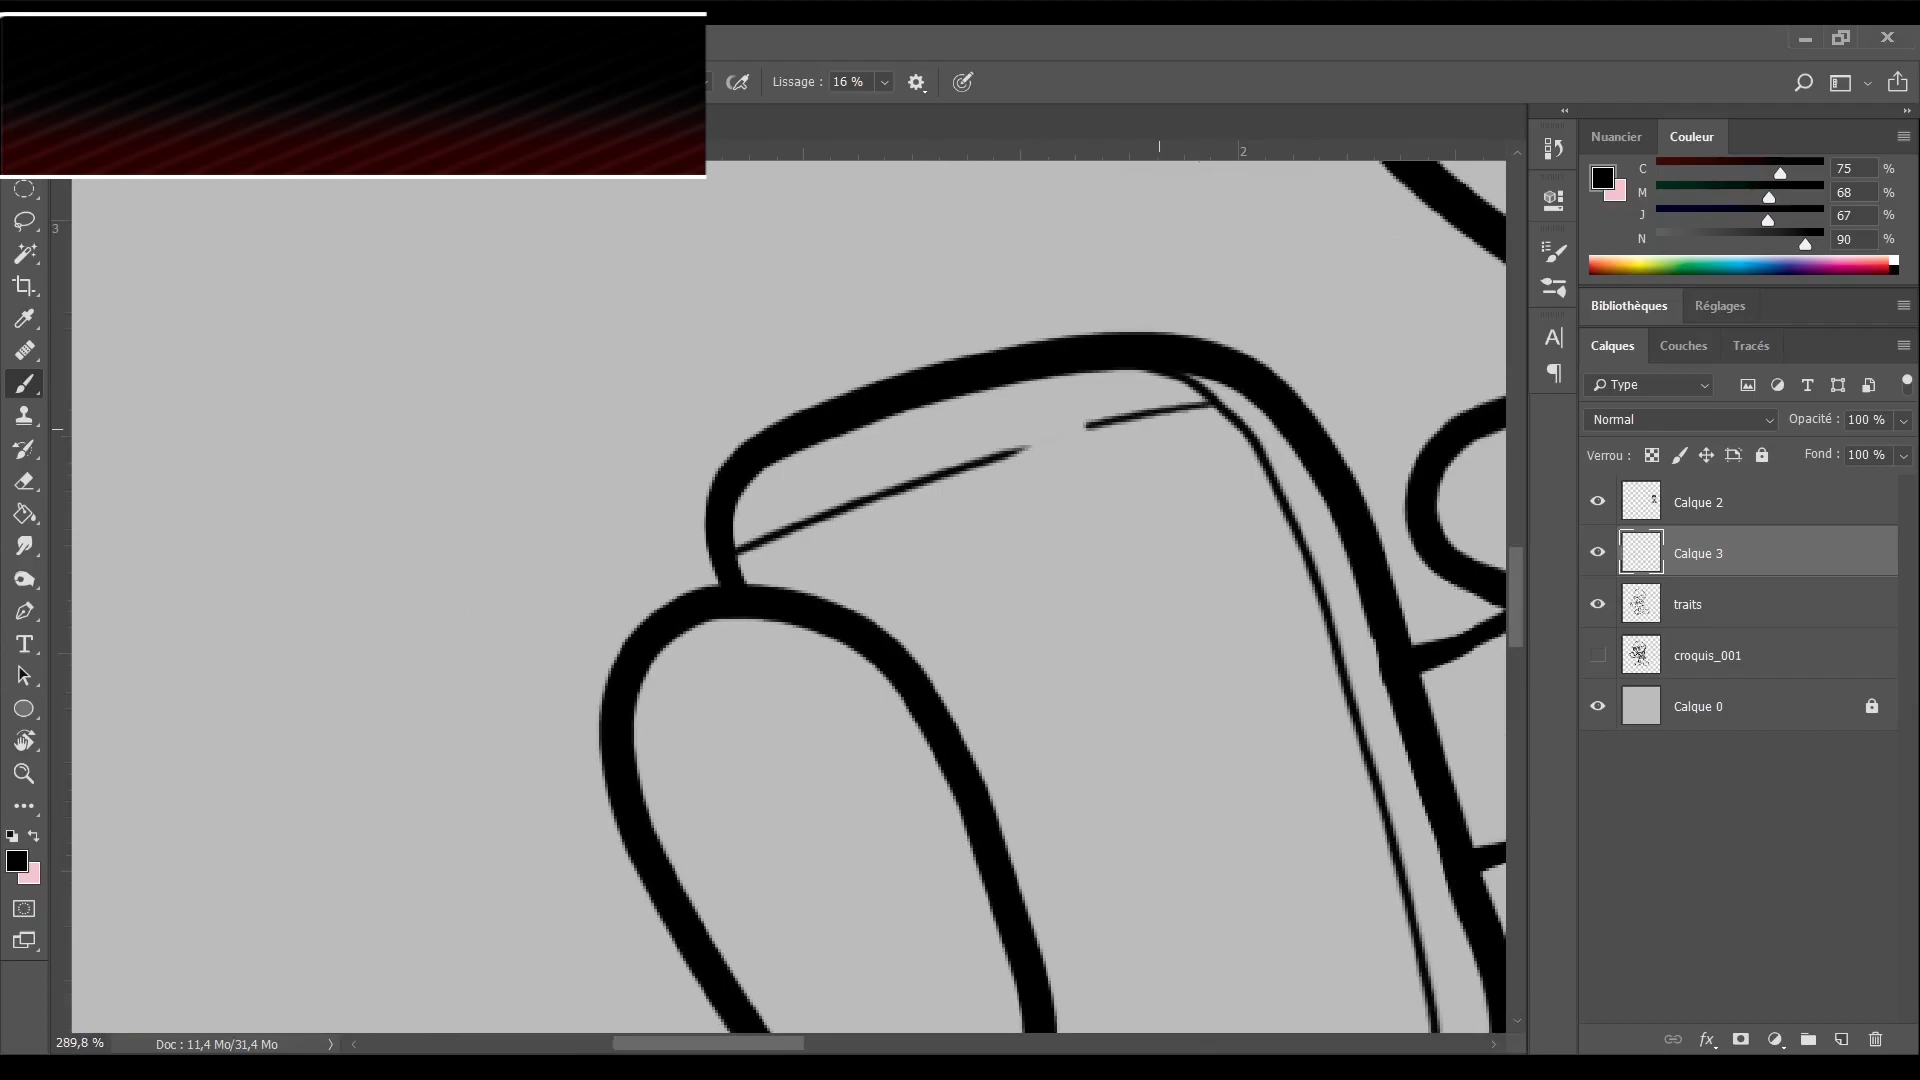 Lissage : 16 %
2
3
Nuancier Couleur
C 75 %
M 68 %
J 67 %
N 90 %
Bibliothèques Réglages
Calques Couches Tracés
Type
Normal Opacité : 100 %
Verrou : Fond : 100 %
Calque 2
Calque 3
traits
croquis_001
Calque 0
289,8 % Doc : 11,4 Mo/31,4 Mo
fx